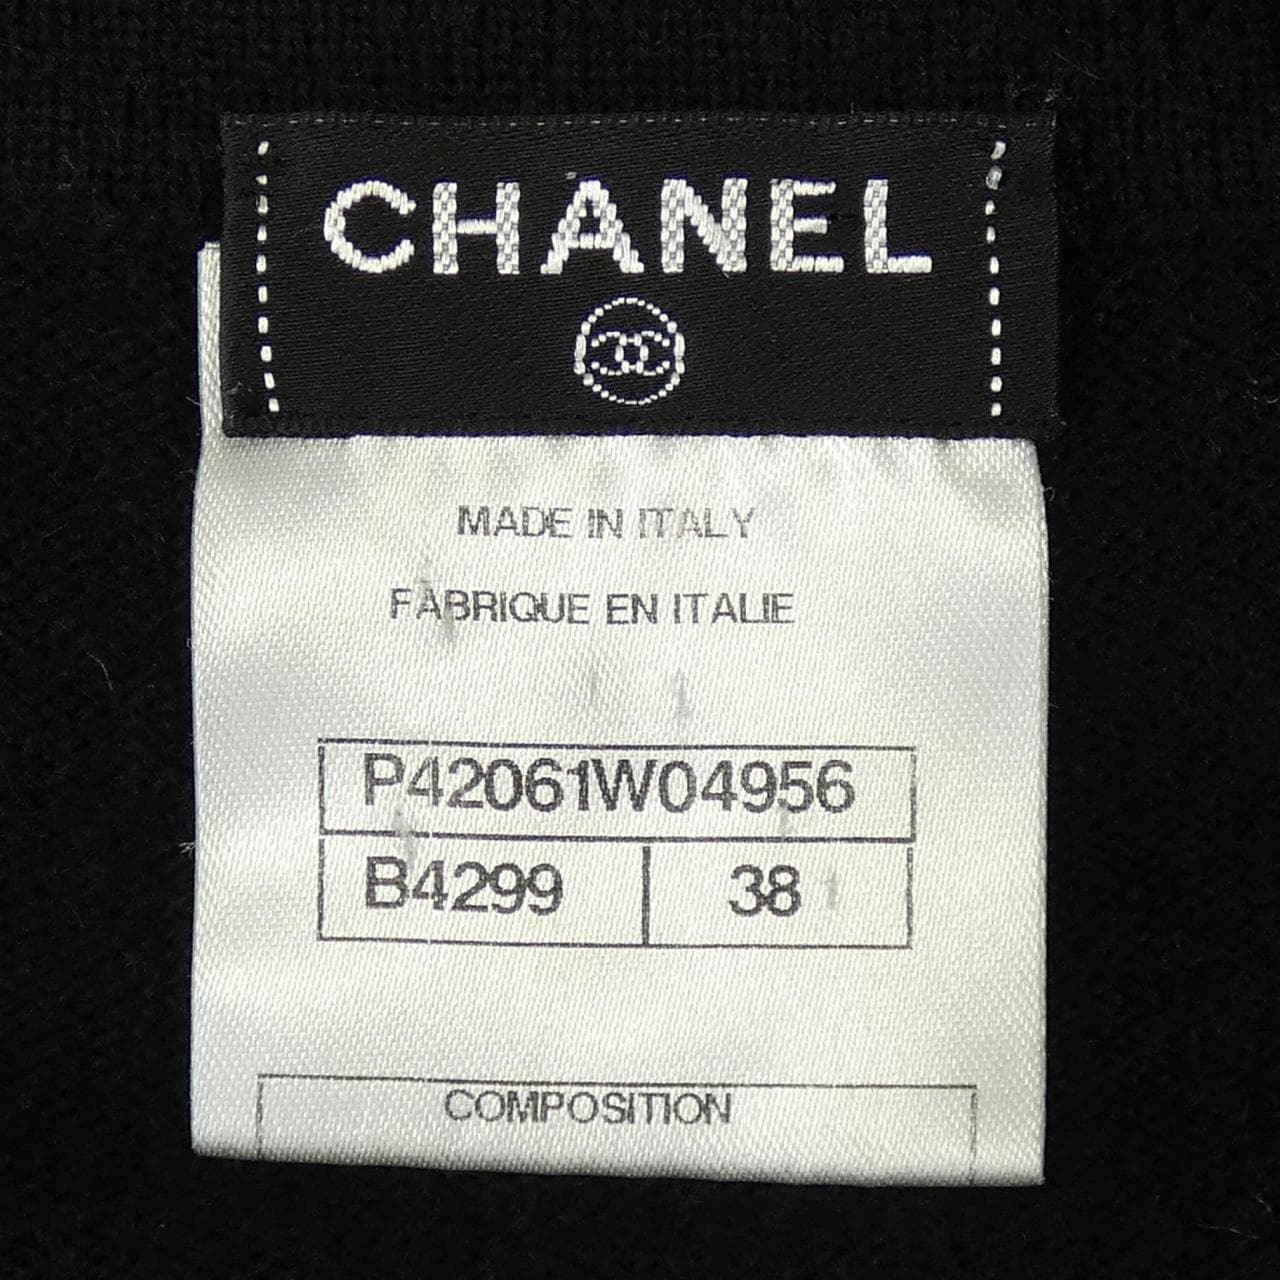 CHANEL
MADE IN ITALY
FABRIQUE EN ITALIE
P42061W04956
B4299 38
COMPOSITION